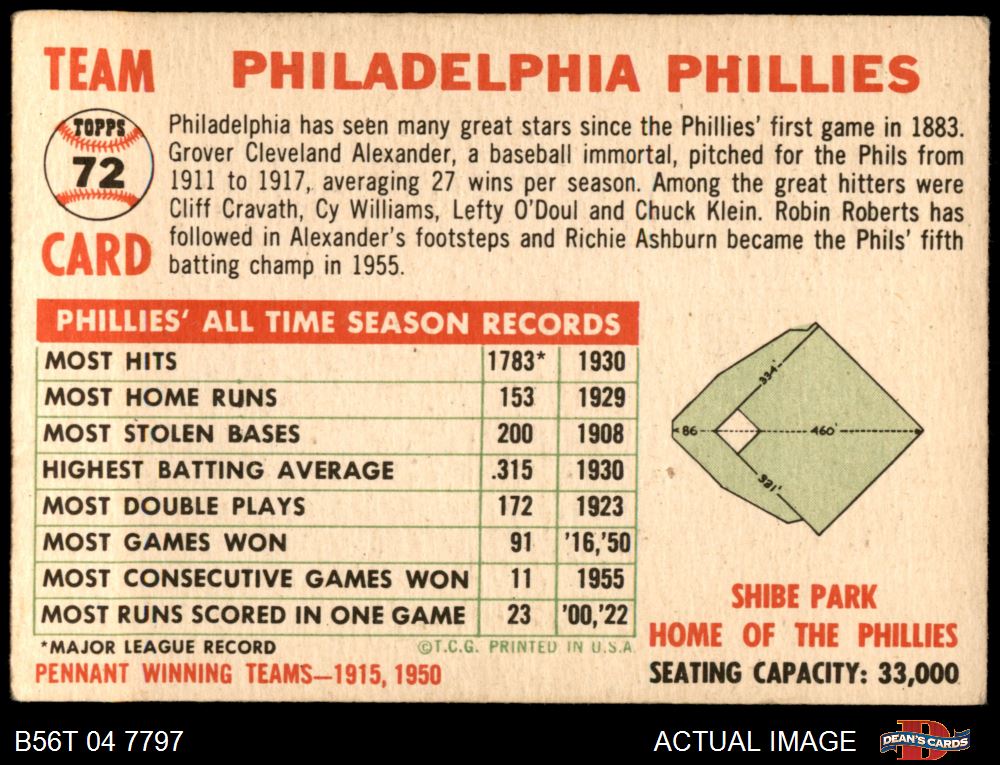 TEAM
PHILADELPHIA PHILLIES
TOPPS
72
CARD
Philadelphia has seen many great stars since the Phillies' first game in 1883.
Grover Cleveland Alexander, a baseball immortal, pitched for the Phils from
1911 to 1917, averaging 27 wins per season. Among the great hitters were
Cliff Cravath, Cy Williams, Lefty O'Doul and Chuck Klein. Robin Roberts has
followed in Alexander's footsteps and Richie Ashburn became the Phils' fifth
batting champ in 1955.
PHILLIES' ALL TIME SEASON RECORDS
MOST HITS 1783* 1930
MOST HOME RUNS 153 1929
MOST STOLEN BASES 200 1908
HIGHEST BATTING AVERAGE .315 1930
MOST DOUBLE PLAYS 172 1923
MOST GAMES WON 91 '16,'50
MOST CONSECUTIVE GAMES WON 11 1955
MOST RUNS SCORED IN ONE GAME 23 '00,'22
*MAJOR LEAGUE RECORD
©T.C.G. PRINTED IN U.S.A.
PENNANT WINNING TEAMS—1915, 1950
334'
86
460'
331'
SHIBE PARK
HOME OF THE PHILLIES
SEATING CAPACITY: 33,000
B56T 04 7797
ACTUAL IMAGE
D
DEAN'S CARDS